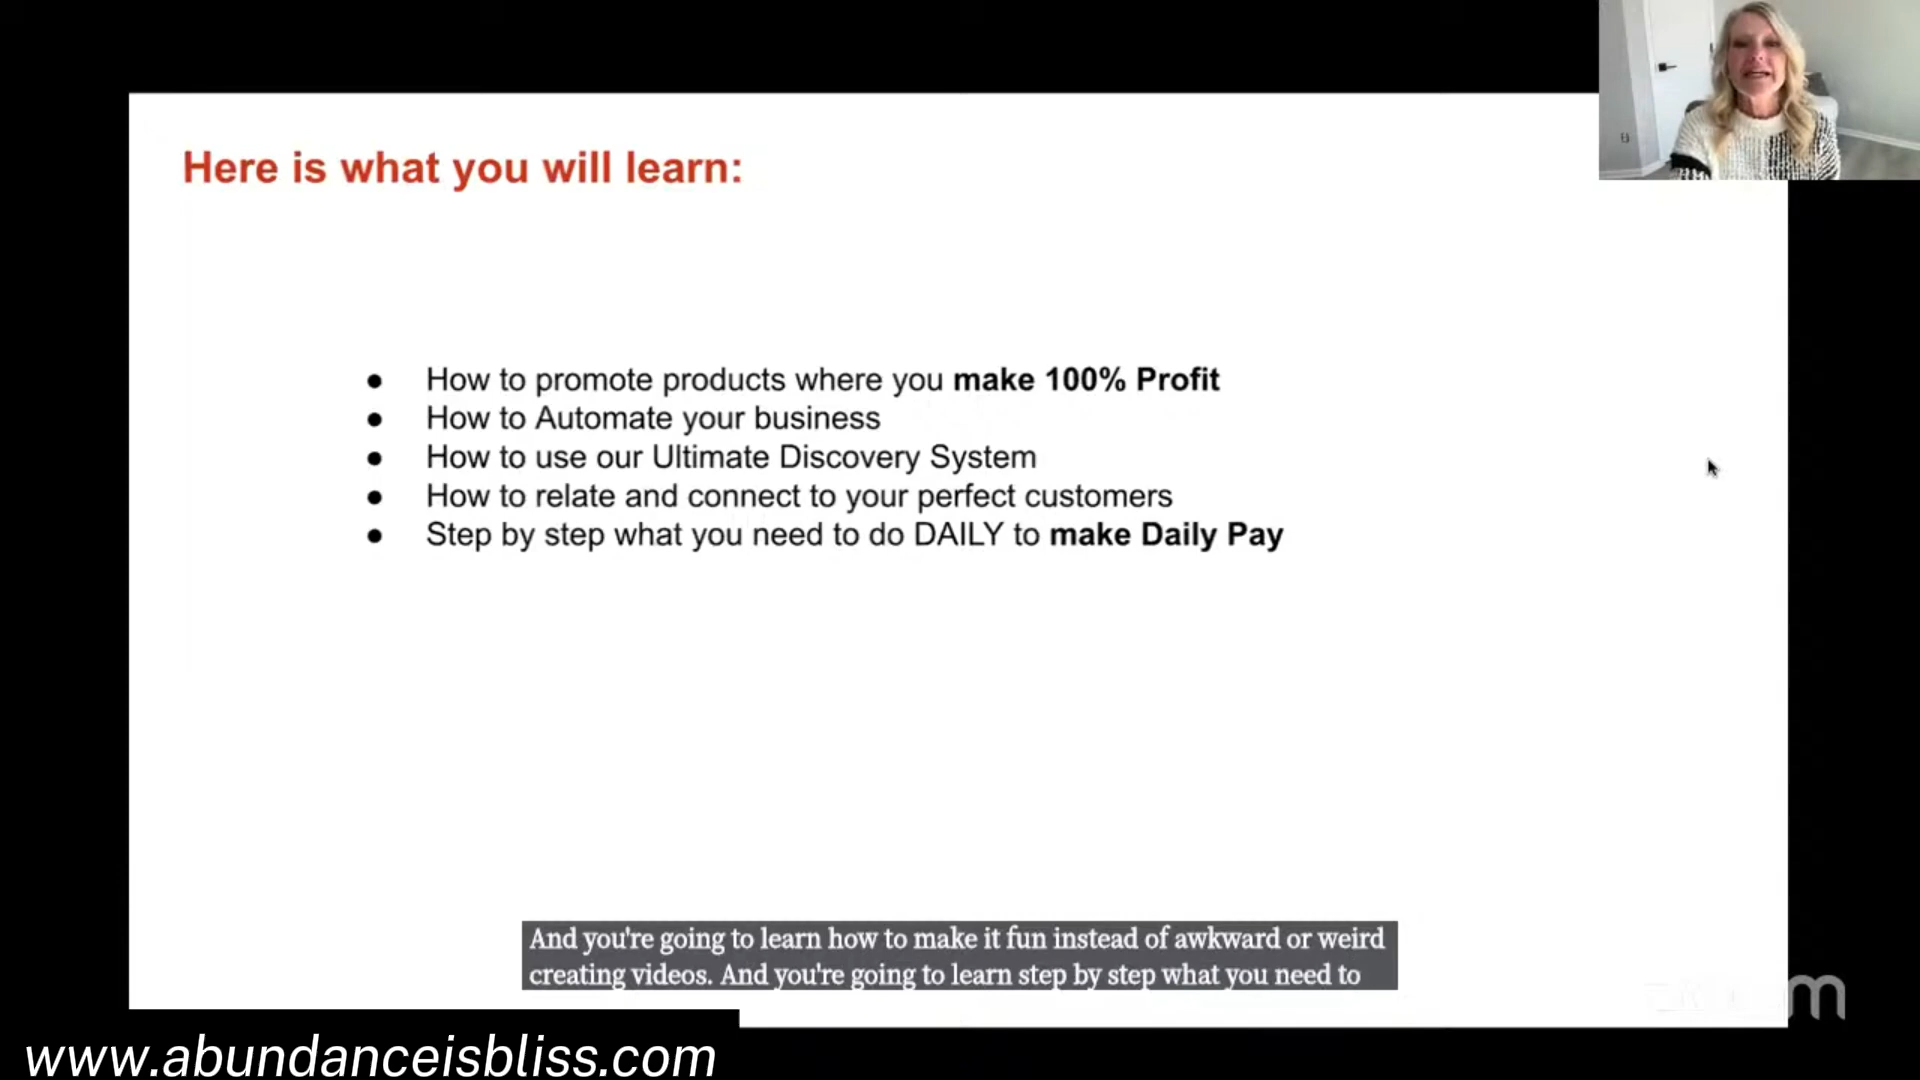 Here is what you will learn:
● How to promote products where you make 100% Profit
● How to Automate your business
● How to use our Ultimate Discovery System
● How to relate and connect to your perfect customers
● Step by step what you need to do DAILY to make Daily Pay
And you're going to learn how to make it fun instead of awkward or weird
creating videos. And you're going to learn step by step what you need to
www.abundanceisbliss.com